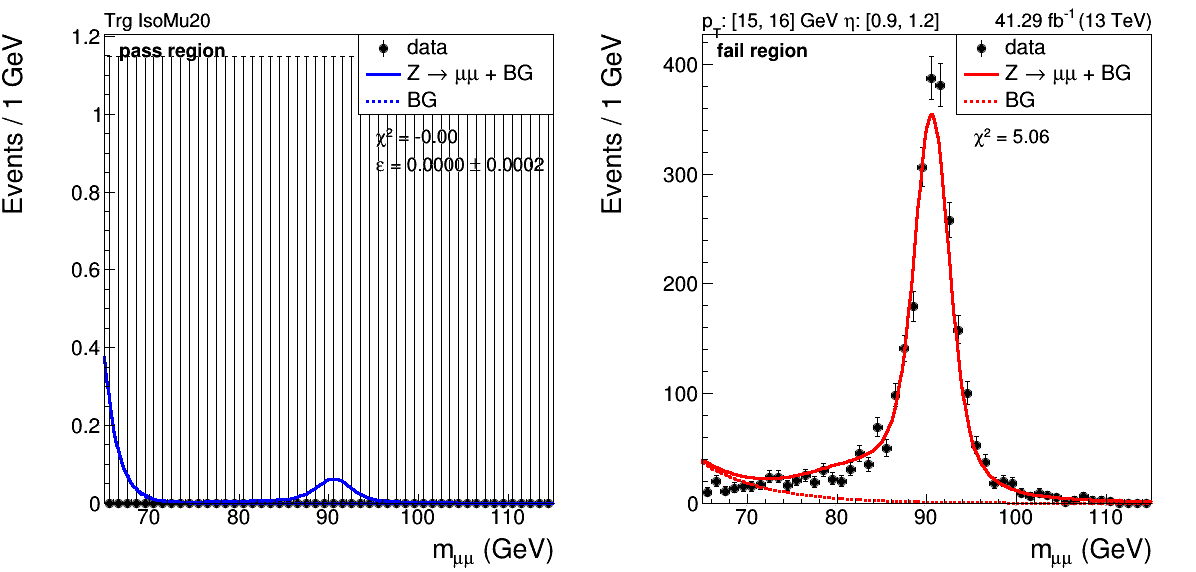 Trg IsoMu20
pass region
data
Z → μμ + BG
BG
χ² = -0.00
ε = 0.0000 ± 0.0002
Events / 1 GeV
1.2
1
0.8
0.6
0.4
0.2
0
70 80 90 100 110
mμμ (GeV)
pT: [15, 16] GeV η: [0.9, 1.2] 41.29 fb⁻¹ (13 TeV)
fail region
data
Z → μμ + BG
BG
χ² = 5.06
Events / 1 GeV
400
300
200
100
0
70 80 90 100 110
mμμ (GeV)